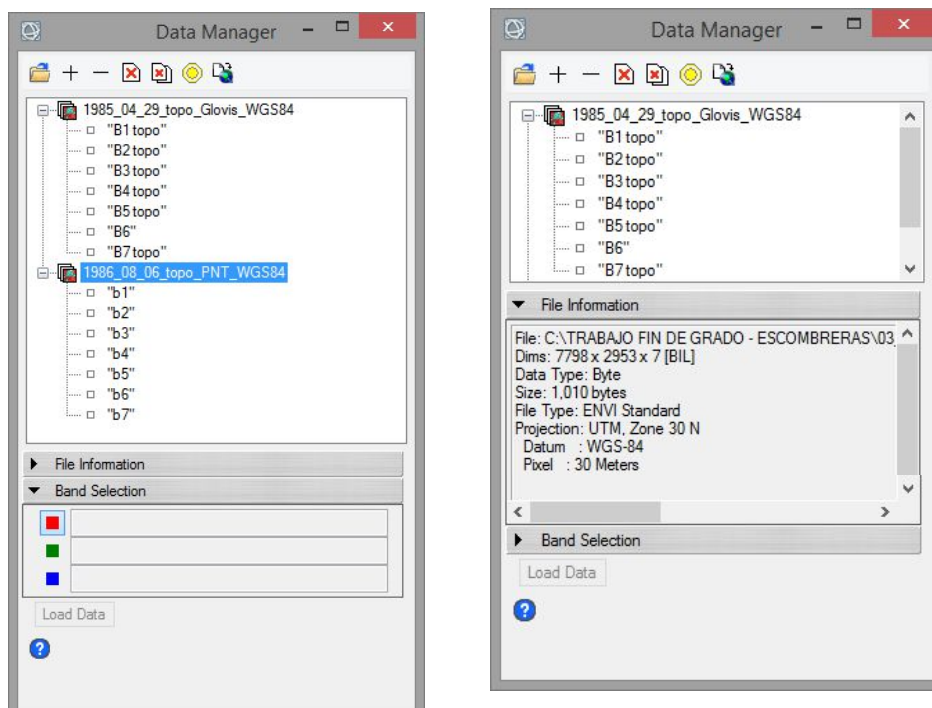 Data Manager
1985_04_29_topo_Glovis_WGS84
"B1 topo"
"B2 topo"
"B3 topo"
"B4 topo"
"B5 topo"
"B6"
"B7 topo"
1986_08_06_topo_PNT_WGS84
"b1"
"b2"
"b3"
"b4"
"b5"
"b6"
"b7"
File Information
Band Selection
Load Data
Data Manager
1985_04_29_topo_Glovis_WGS84
"B1 topo"
"B2 topo"
"B3 topo"
"B4 topo"
"B5 topo"
"B6"
"B7 topo"
File Information
File: C:\TRABAJO FIN DE GRADO - ESCOMBRERAS\03_
Dims: 7798 x 2953 x 7 [BIL]
Data Type: Byte
Size: 1,010 bytes
File Type: ENVI Standard
Projection: UTM, Zone 30 N
Datum : WGS-84
Pixel : 30 Meters
Band Selection
Load Data